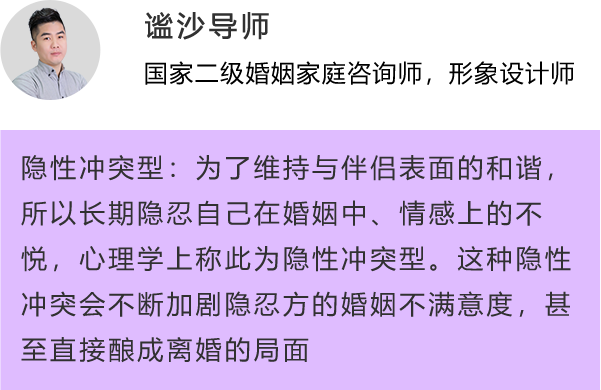 谧沙导师
国家二级婚姻家庭咨询师，形象设计师
隐性冲突型：为了维持与伴侣表面的和谐，
所以长期隐忍自己在婚姻中、情感上的不
悦，心理学上称此为隐性冲突型。这种隐性
冲突会不断加剧隐忍方的婚姻不满意度，甚
至直接酿成离婚的局面